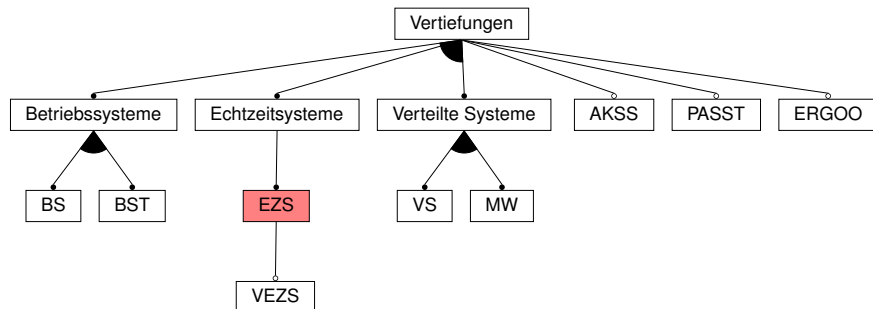 Vertiefungen
Betriebssysteme
Echtzeitsysteme
Verteilte Systeme
AKSS
PASST
ERGOO
BS
BST
EZS
VS
MW
VEZS